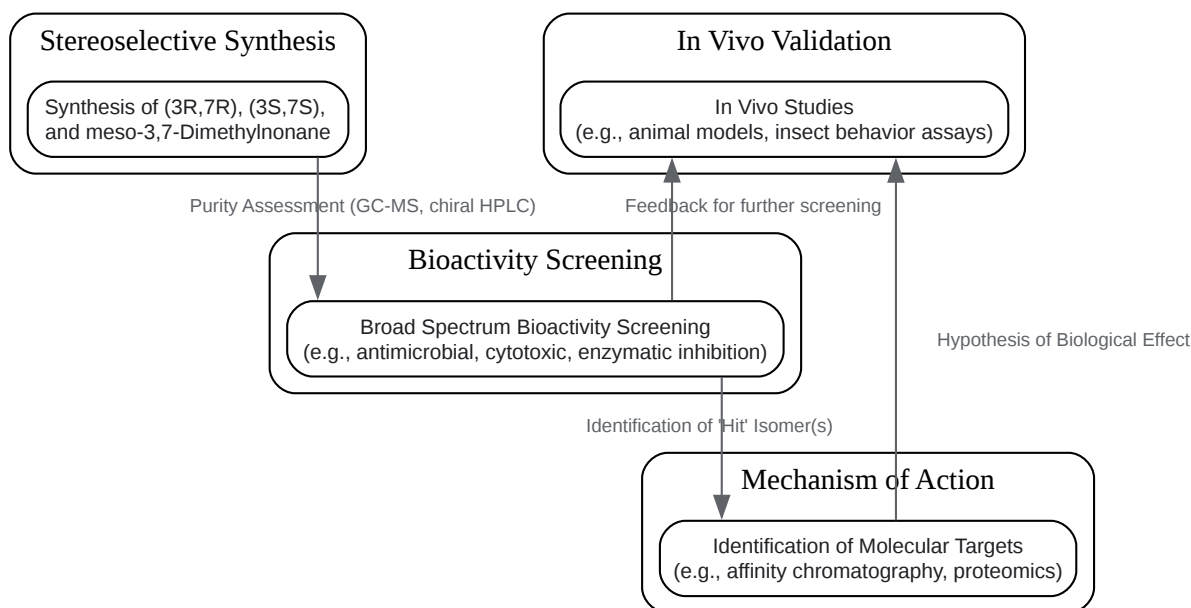 Stereoselective Synthesis
Synthesis of (3R,7R), (3S,7S),
and meso-3,7-Dimethylnonane
In Vivo Validation
In Vivo Studies
(e.g., animal models, insect behavior assays)
Purity Assessment (GC-MS, chiral HPLC)
Feedback for further screening
Bioactivity Screening
Broad Spectrum Bioactivity Screening
(e.g., antimicrobial, cytotoxic, enzymatic inhibition)
Hypothesis of Biological Effect
Identification of 'Hit' Isomer(s)
Mechanism of Action
Identification of Molecular Targets
(e.g., affinity chromatography, proteomics)